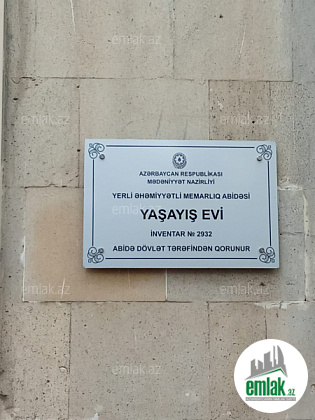 AZƏRBAYCAN RESPUBLİKASI
MƏDƏNİYYƏT NAZİRLİYİ
YERLİ ƏHƏMİYYƏTLİ MEMARLIQ ABİDƏSİ
YAŞAYIŞ EVİ
İNVENTAR № 2932
ABİDƏ DÖVLƏT TƏRƏFİNDƏN QORUNUR
emlak.az